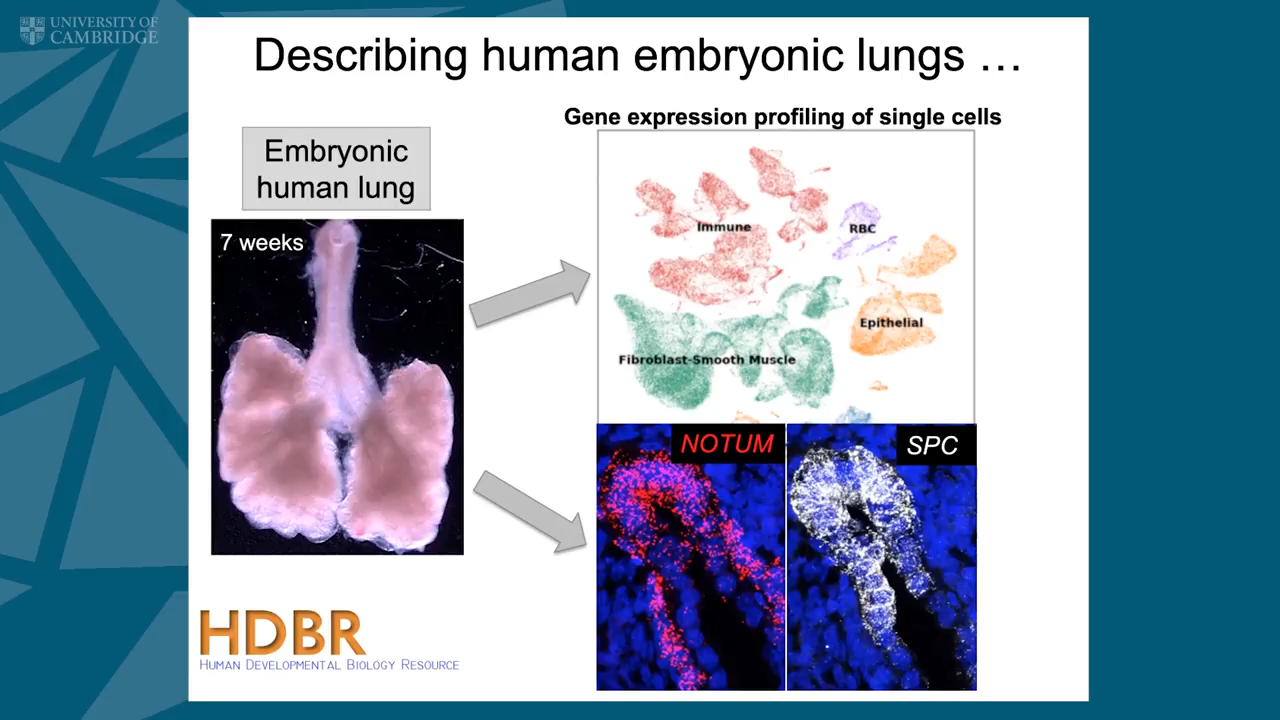 UNIVERSITY OF
CAMBRIDGE
Describing human embryonic lungs …
Embryonic
human lung
7 weeks
Gene expression profiling of single cells
Immune
RBC
Epithelial
Fibroblast-Smooth Muscle
NOTUM
SPC
HDBR
Human Developmental Biology Resource